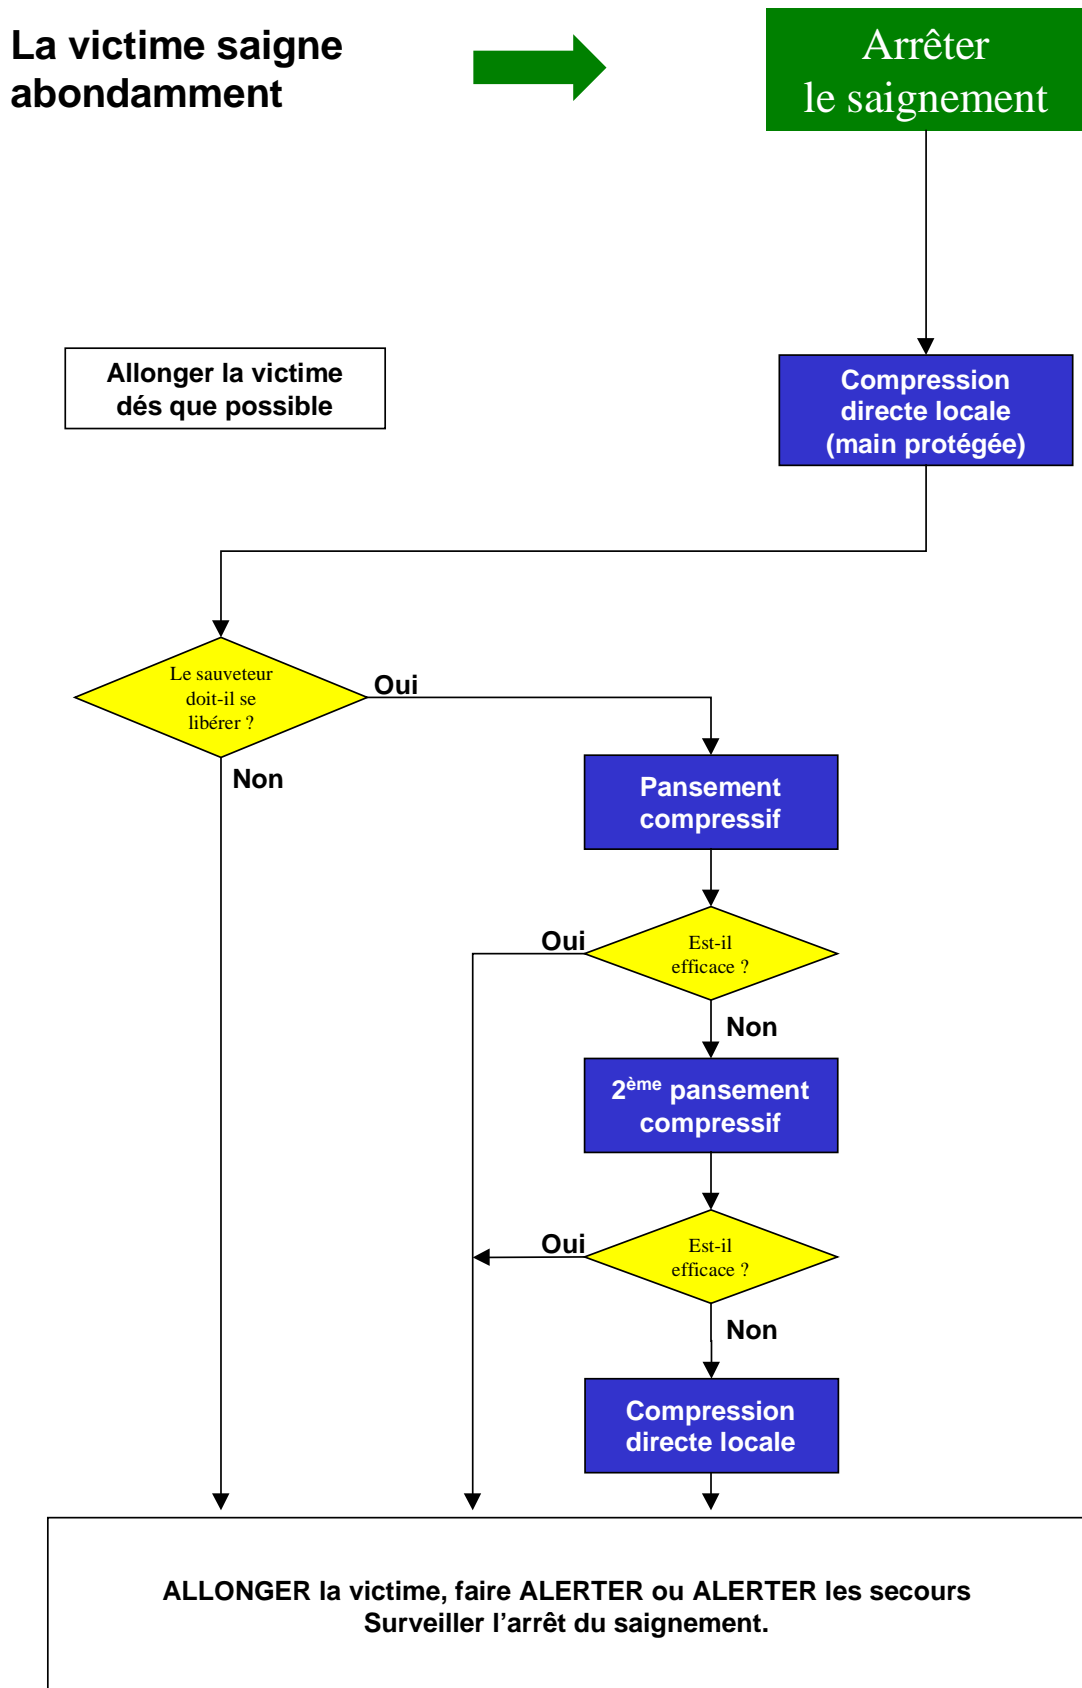 La victime saigne
abondamment
Arrêter
le saignement
Allonger la victime
dés que possible
Compression
directe locale
(main protégée)
Le sauveteur
doit-il se
libérer ?
Oui
Non
Pansement
compressif
Est-il
efficace ?
Oui
Non
2ème pansement
compressif
Est-il
efficace ?
Oui
Non
Compression
directe locale
ALLONGER la victime, faire ALERTER ou ALERTER les secours
Surveiller l’arrêt du saignement.